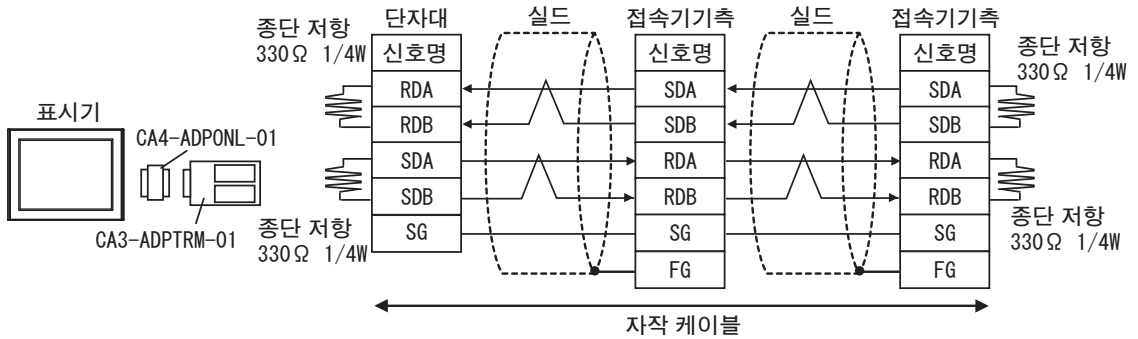 단자대
실드
접속기기측
실드
접속기기측
종단 저항
330Ω 1/4W
신호명
신호명
신호명
종단 저항
330Ω 1/4W
RDA
SDA
SDA
표시기
RDB
SDB
SDB
CA4-ADPONL-01
SDA
RDA
RDA
SDB
RDB
RDB
종단 저항
330Ω 1/4W
CA3-ADPTRM-01
SG
SG
SG
종단 저항
330Ω 1/4W
FG
FG
자작 케이블